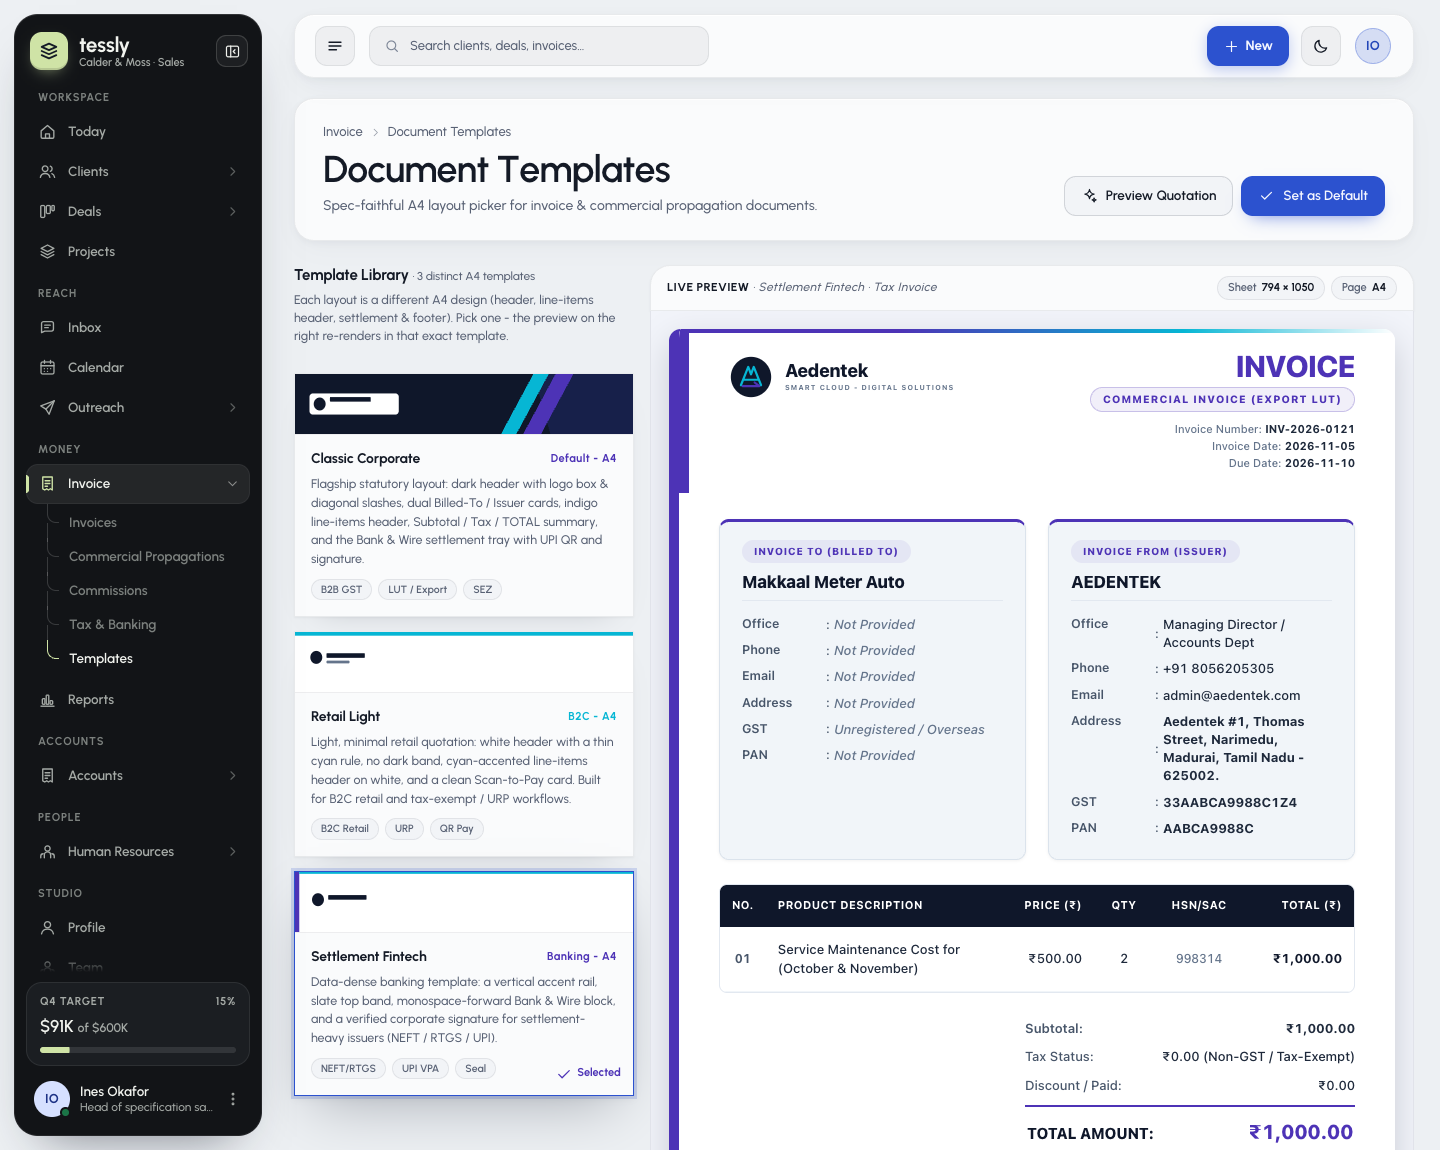 tessly
Calder & Moss · Sales
WORKSPACE
Today
Clients
Deals
Projects
REACH
Inbox
Calendar
Outreach
MONEY
Invoice
Invoices
Commercial Propagations
Commissions
Tax & Banking
Templates
Reports
ACCOUNTS
Accounts
PEOPLE
Human Resources
STUDIO
Profile
Team
Q4 TARGET 15%
$91K of $600K
IO Ines Okafor
Head of specification sa...
Search clients, deals, invoices...
New
IO
Invoice > Document Templates
Document Templates
Spec-faithful A4 layout picker for invoice & commercial propagation documents.
Preview Quotation
Set as Default
Template Library · 3 distinct A4 templates
Each layout is a different A4 design (header, line-items
header, settlement & footer). Pick one - the preview on the
right re-renders in that exact template.
Classic Corporate Default - A4
Flagship statutory layout: dark header with logo box &
diagonal slashes, dual Billed-To / Issuer cards, indigo
line-items header, Subtotal / Tax / TOTAL summary,
and the Bank & Wire settlement tray with UPI QR and
signature.
B2B GST LUT / Export SEZ
Retail Light B2C - A4
Light, minimal retail quotation: white header with a thin
cyan rule, no dark band, cyan-accented line-items
header on white, and a clean Scan-to-Pay card. Built
for B2C retail and tax-exempt / URP workflows.
B2C Retail URP QR Pay
Settlement Fintech Banking - A4
Data-dense banking template: a vertical accent rail,
slate top band, monospace-forward Bank & Wire block,
and a verified corporate signature for settlement-
heavy issuers (NEFT / RTGS / UPI).
NEFT/RTGS UPI VPA Seal
Selected
LIVE PREVIEW · Settlement Fintech · Tax Invoice
Sheet 794 × 1050 Page A4
Aedentek
SMART CLOUD - DIGITAL SOLUTIONS
INVOICE
COMMERCIAL INVOICE (EXPORT LUT)
Invoice Number: INV-2026-0121
Invoice Date: 2026-11-05
Due Date: 2026-11-10
INVOICE TO (BILLED TO)
Makkaal Meter Auto
Office : Not Provided
Phone : Not Provided
Email : Not Provided
Address : Not Provided
GST : Unregistered / Overseas
PAN : Not Provided
INVOICE FROM (ISSUER)
AEDENTEK
Office : Managing Director /
Accounts Dept
Phone : +91 8056205305
Email : admin@aedentek.com
Address : Aedentek #1, Thomas
Street, Narimedu,
Madurai, Tamil Nadu -
625002.
GST : 33AABCA9988C1Z4
PAN : AABCA9988C
NO. PRODUCT DESCRIPTION PRICE (₹) QTY HSN/SAC TOTAL (₹)
01 Service Maintenance Cost for
(October & November) ₹500.00 2 998314 ₹1,000.00
Subtotal: ₹1,000.00
Tax Status: ₹0.00 (Non-GST / Tax-Exempt)
Discount / Paid: ₹0.00
TOTAL AMOUNT: ₹1,000.00